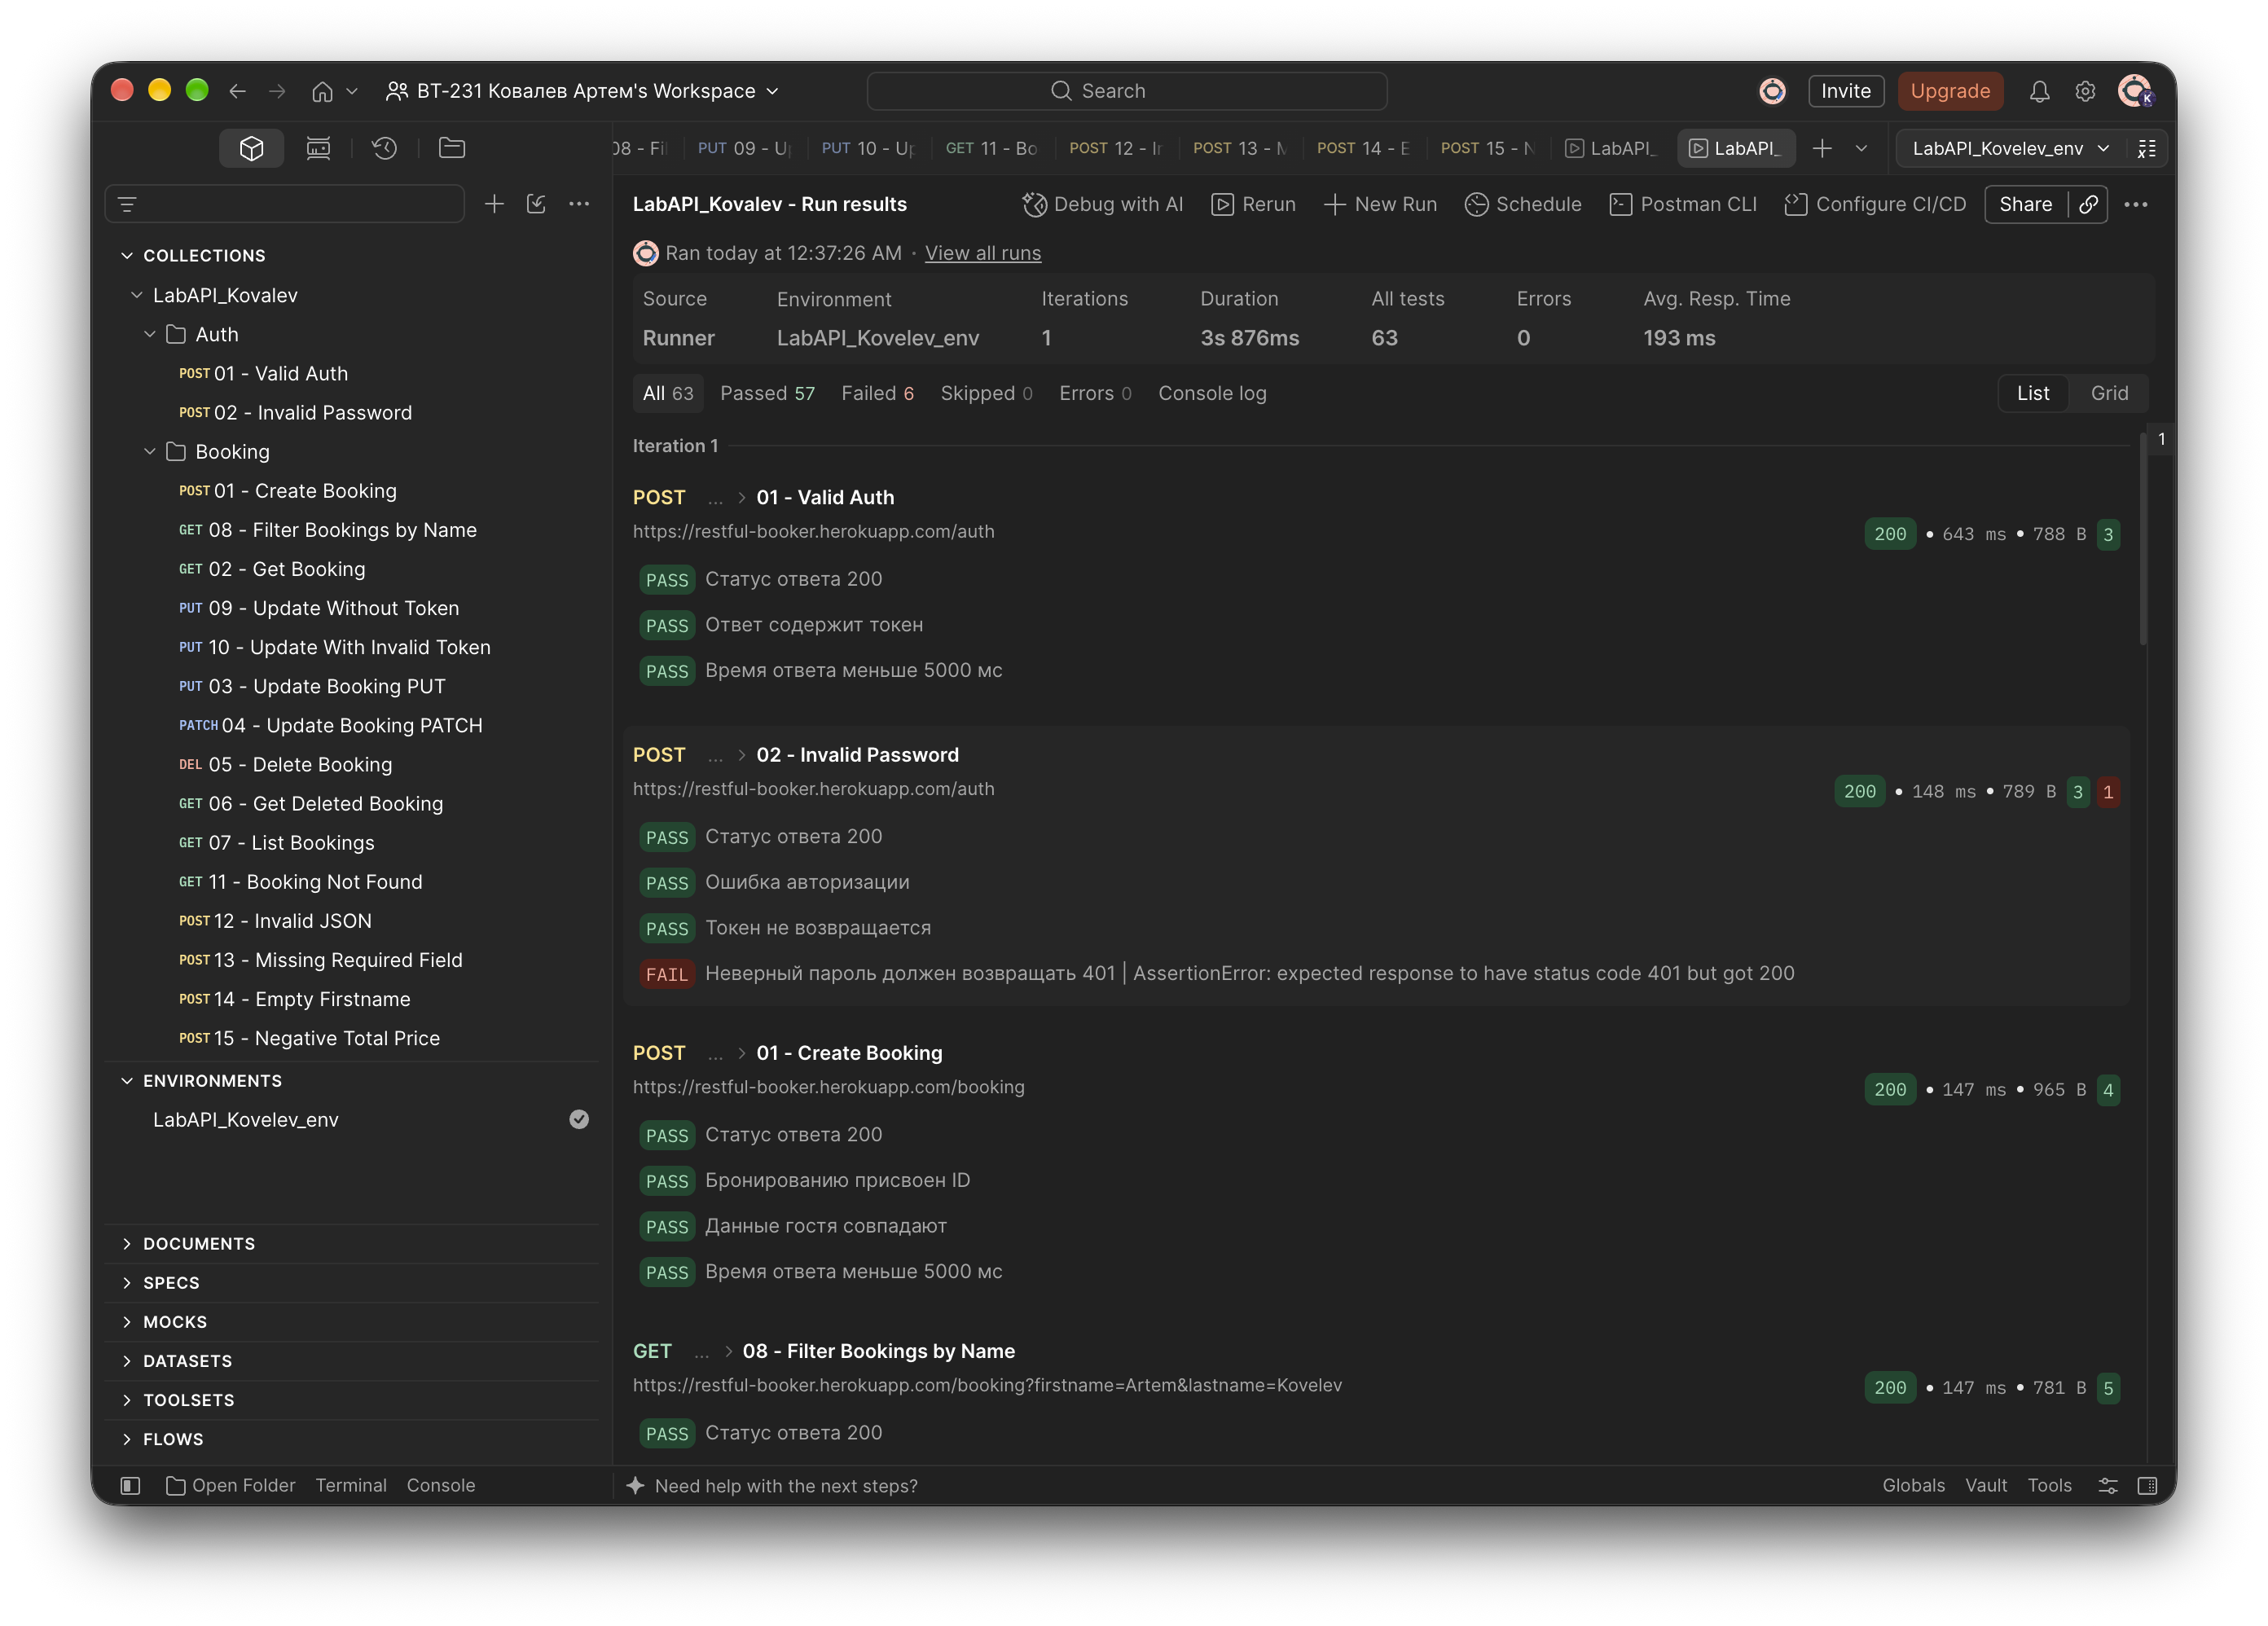 ВТ-231 Ковалев Артем's Workspace
Search
Invite
Upgrade
K
08 - Fil
PUT 09 - U
PUT 10 - Up
GET 11 - Bo
POST 12 - I
POST 13 - M
POST 14 - E
POST 15 - N
LabAPI_
LabAPI_
LabAPI_Kovelev_env
COLLECTIONS
LabAPI_Kovalev
Auth
POST 01 - Valid Auth
POST 02 - Invalid Password
Booking
POST 01 - Create Booking
GET 08 - Filter Bookings by Name
GET 02 - Get Booking
PUT 09 - Update Without Token
PUT 10 - Update With Invalid Token
PUT 03 - Update Booking PUT
PATCH 04 - Update Booking PATCH
DEL 05 - Delete Booking
GET 06 - Get Deleted Booking
GET 07 - List Bookings
GET 11 - Booking Not Found
POST 12 - Invalid JSON
POST 13 - Missing Required Field
POST 14 - Empty Firstname
POST 15 - Negative Total Price
ENVIRONMENTS
LabAPI_Kovelev_env
DOCUMENTS
SPECS
MOCKS
DATASETS
TOOLSETS
FLOWS
LabAPI_Kovalev - Run results
Debug with AI
Rerun
New Run
Schedule
Postman CLI
Configure CI/CD
Share
Ran today at 12:37:26 AM · View all runs
Source Environment Iterations Duration All tests Errors Avg. Resp. Time
Runner LabAPI_Kovelev_env 1 3s 876ms 63 0 193 ms
All 63 Passed 57 Failed 6 Skipped 0 Errors 0 Console log
List Grid
Iteration 1
1
POST ... > 01 - Valid Auth
https://restful-booker.herokuapp.com/auth
200 • 643 ms • 788 B 3
PASS Статус ответа 200
PASS Ответ содержит токен
PASS Время ответа меньше 5000 мс
POST ... > 02 - Invalid Password
https://restful-booker.herokuapp.com/auth
200 • 148 ms • 789 B 3 1
PASS Статус ответа 200
PASS Ошибка авторизации
PASS Токен не возвращается
FAIL Неверный пароль должен возвращать 401 | AssertionError: expected response to have status code 401 but got 200
POST ... > 01 - Create Booking
https://restful-booker.herokuapp.com/booking
200 • 147 ms • 965 B 4
PASS Статус ответа 200
PASS Бронированию присвоен ID
PASS Данные гостя совпадают
PASS Время ответа меньше 5000 мс
GET ... > 08 - Filter Bookings by Name
https://restful-booker.herokuapp.com/booking?firstname=Artem&lastname=Kovelev
200 • 147 ms • 781 B 5
PASS Статус ответа 200
Open Folder Terminal Console
Need help with the next steps?
Globals Vault Tools